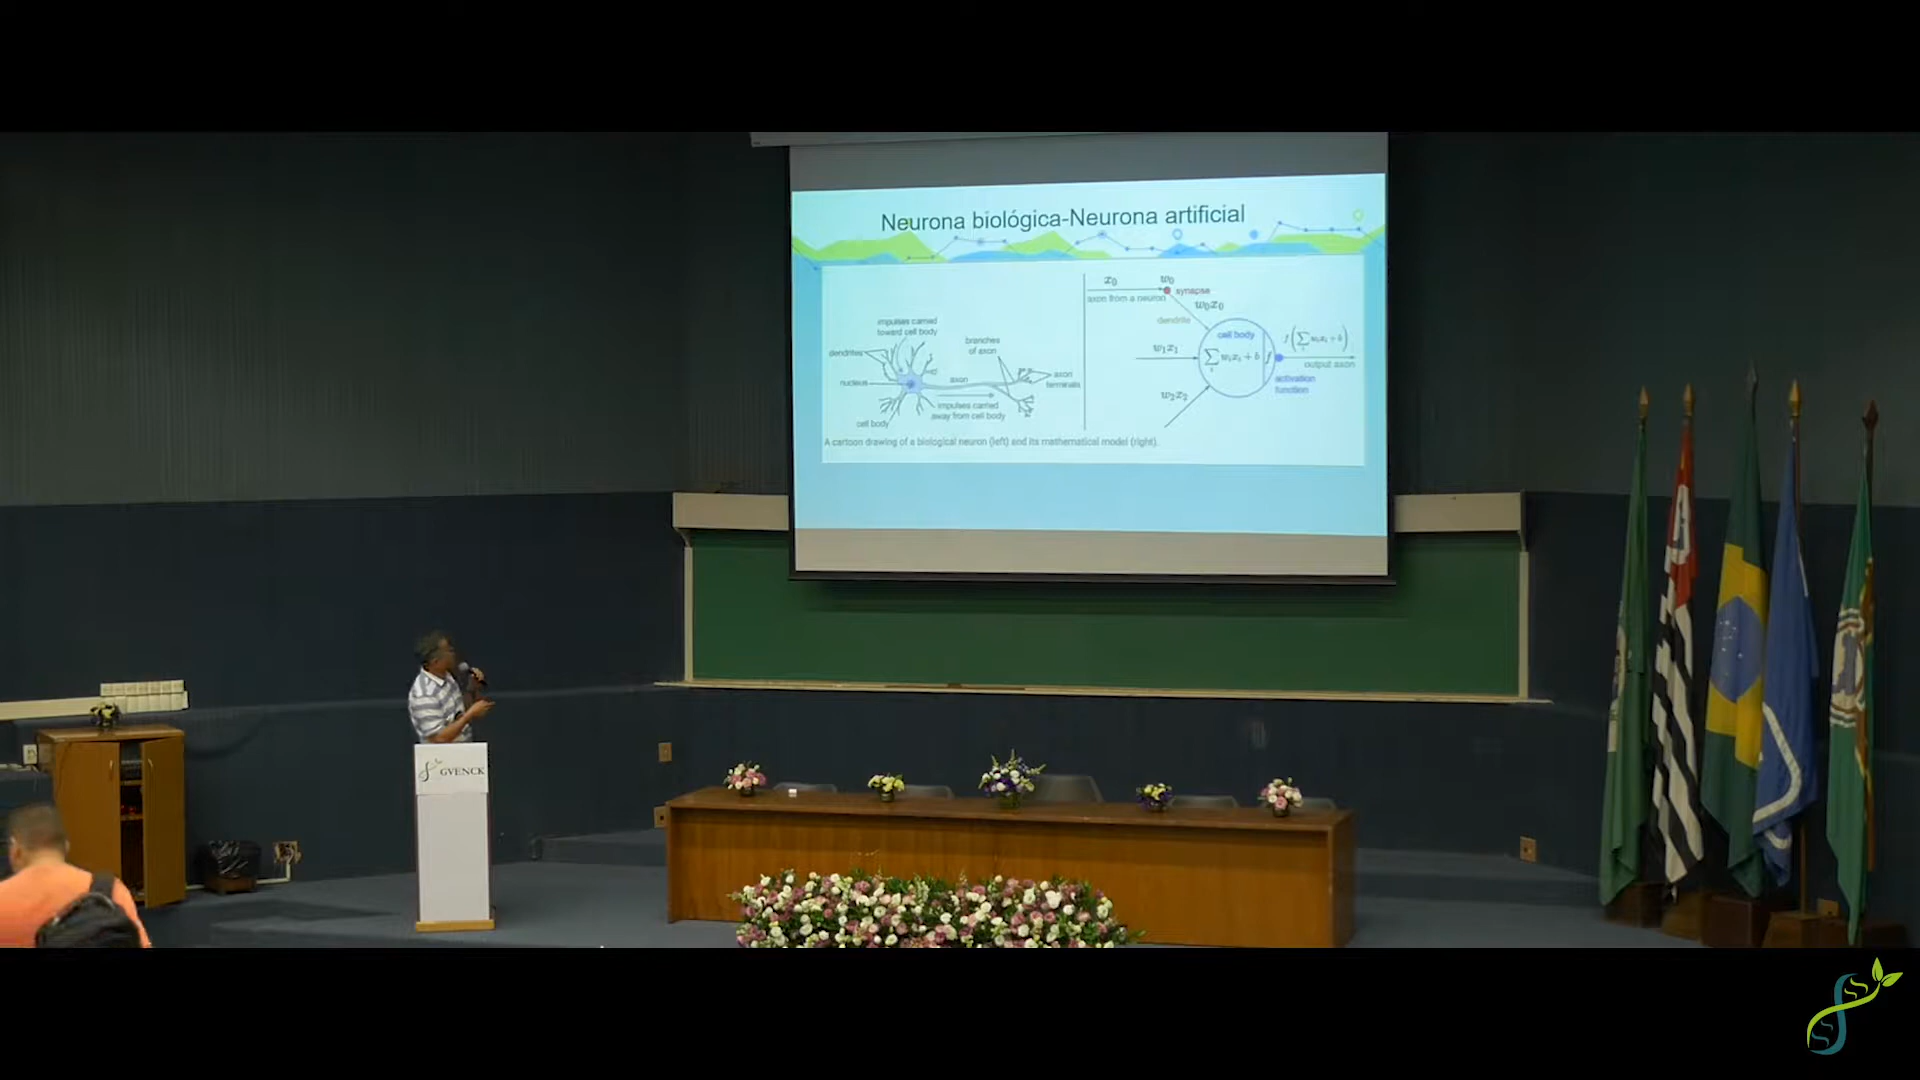 Neurona biológica-Neurona artificial
impulses carried
toward cell body
dendrites
nucleus
cell body
axon
impulses carried
away from cell body
branches
of axon
axon
terminals
x₀
w₀
synapse
axon from a neuron
w₀x₀
dendrite
w₁x₁
w₂x₂
cell body
∑ᵢ wᵢxᵢ + b
f
f(∑ᵢ wᵢxᵢ + b)
output axon
activation
function
A cartoon drawing of a biological neuron (left) and its mathematical model (right).
GVENCK